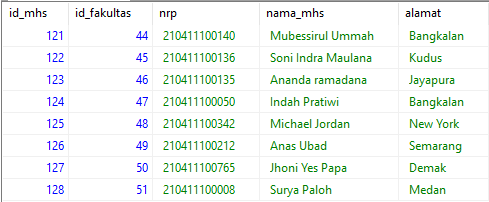 id_mhs id_fakultas nrp nama_mhs alamat
121 44 210411100140 Mubessirul Ummah Bangkalan
122 45 210411100136 Soni Indra Maulana Kudus
123 46 210411100135 Ananda ramadana Jayapura
124 47 210411100050 Indah Pratiwi Bangkalan
125 48 210411100342 Michael Jordan New York
126 49 210411100212 Anas Ubad Semarang
127 50 210411100765 Jhoni Yes Papa Demak
128 51 210411100008 Surya Paloh Medan